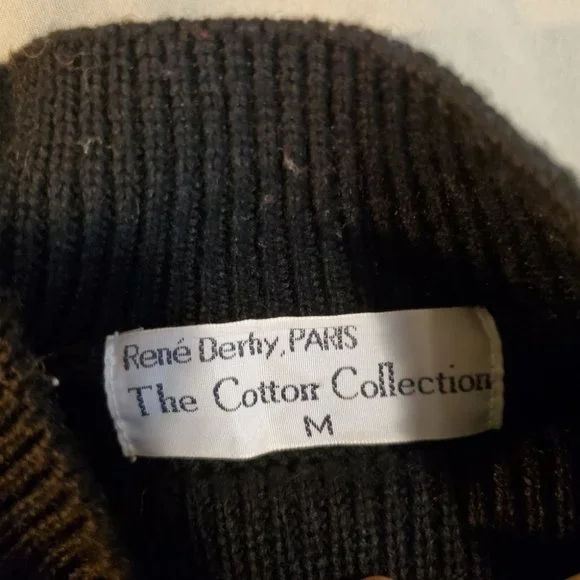 René Derhy, PARIS
The Cotton Collection
M